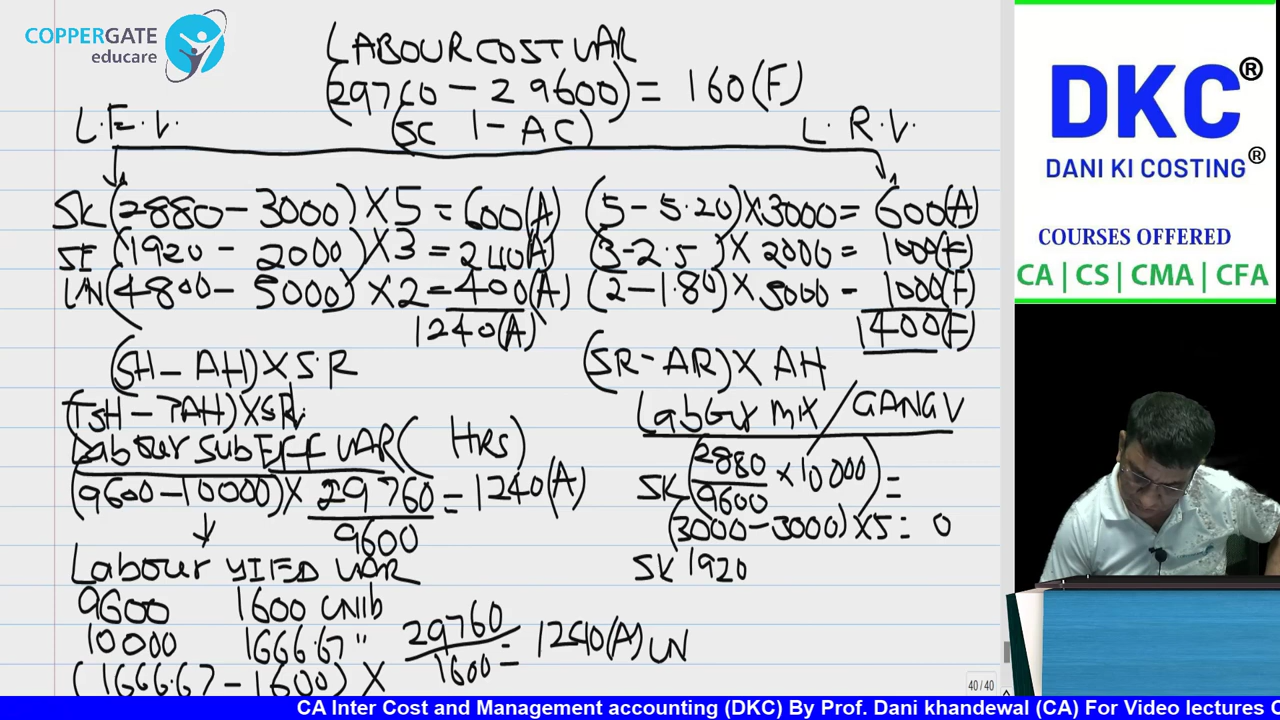 COPPERGATE
educare
LABOUR COST VAR
(29760 - 29600) = 160 (F)
(SC 1 - AC)
L.E.V.
L. R. V.
SK (2880 - 3000) X 5 = 600 (A)
(1920 - 2000) X 3 = 240 (A)
UN (4800 - 5000) X 2 = 400 (A)
1240 (A)
(SH - AH) X S.R
(5 - 5.20) X 3000 = 600 (A)
(3 - 2.5) X 2000 = 1000 (F)
(2 - 1.80) X 5000 = 1000 (F)
1400 (F)
(SR - AR) X AH
(TSH - TAH) X SR
Labour sub Eff VAR ( HRS)
(9600 - 10000) X 29760 / 9600 = 1240 (A)
Labour YIELD VAR
9600 1600 UNIB
10000 1666.67 "
(1666.67 - 1600) X 29760 / 1600 = 1240 (A) UN
Labour MIX / GANG V
SK (2880 / 9600 X 10000) =
(3000 - 3000) X 5 = 0
SK 1920
40/40
DKC®
DANI KI COSTING®
COURSES OFFERED
CA | CS | CMA | CFA
CA Inter Cost and Management accounting (DKC) By Prof. Dani khandewal (CA) For Video lectures C